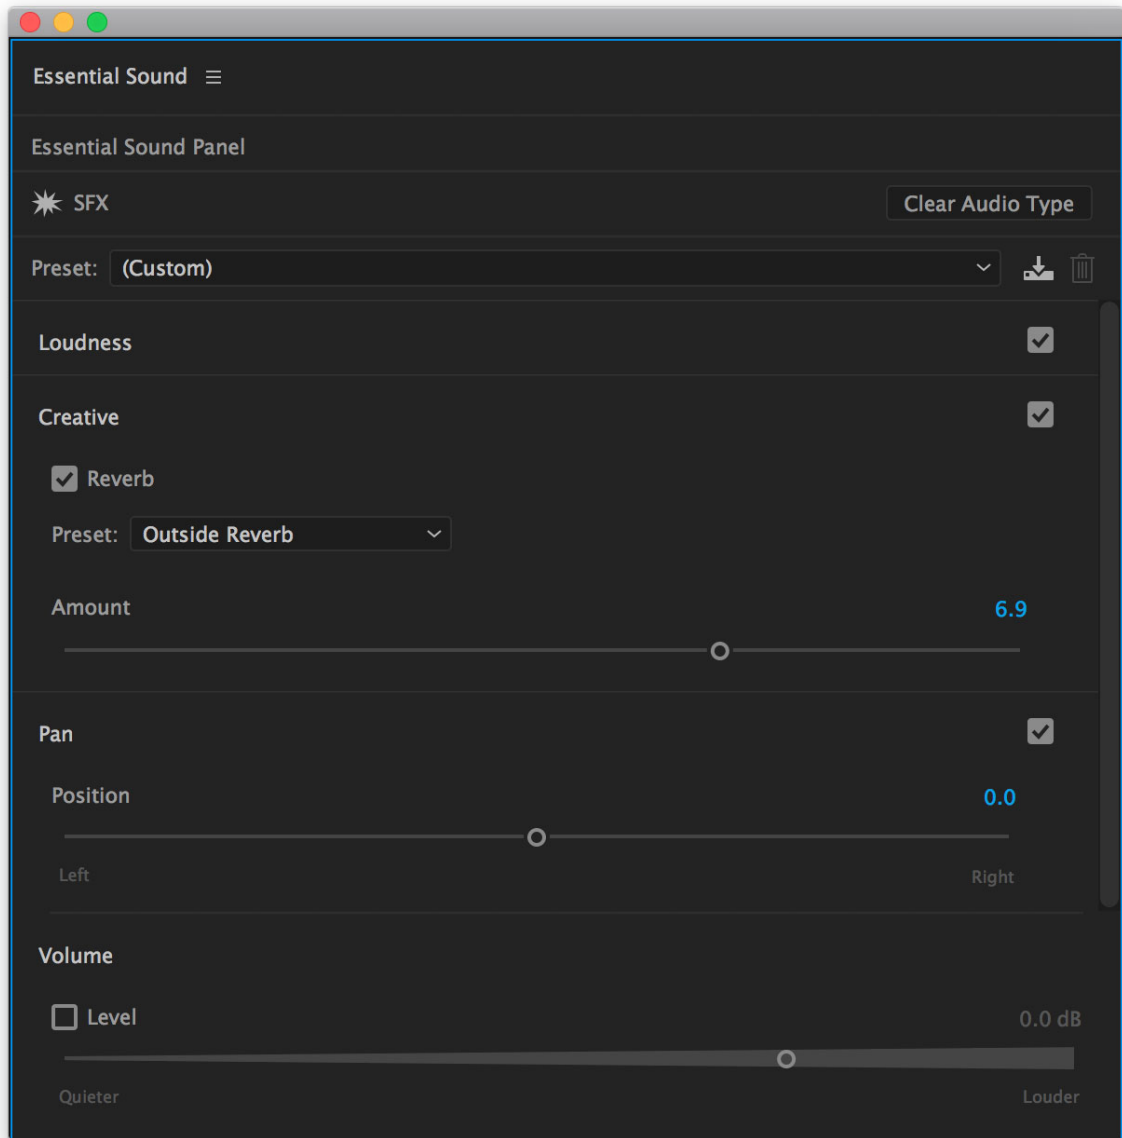 Essential Sound
Essential Sound Panel
SFX
Clear Audio Type
Preset: (Custom)
Loudness
Creative
Reverb
Preset: Outside Reverb
Amount 6.9
Pan
Position 0.0
Left Right
Volume
Level 0.0 dB
Quieter Louder